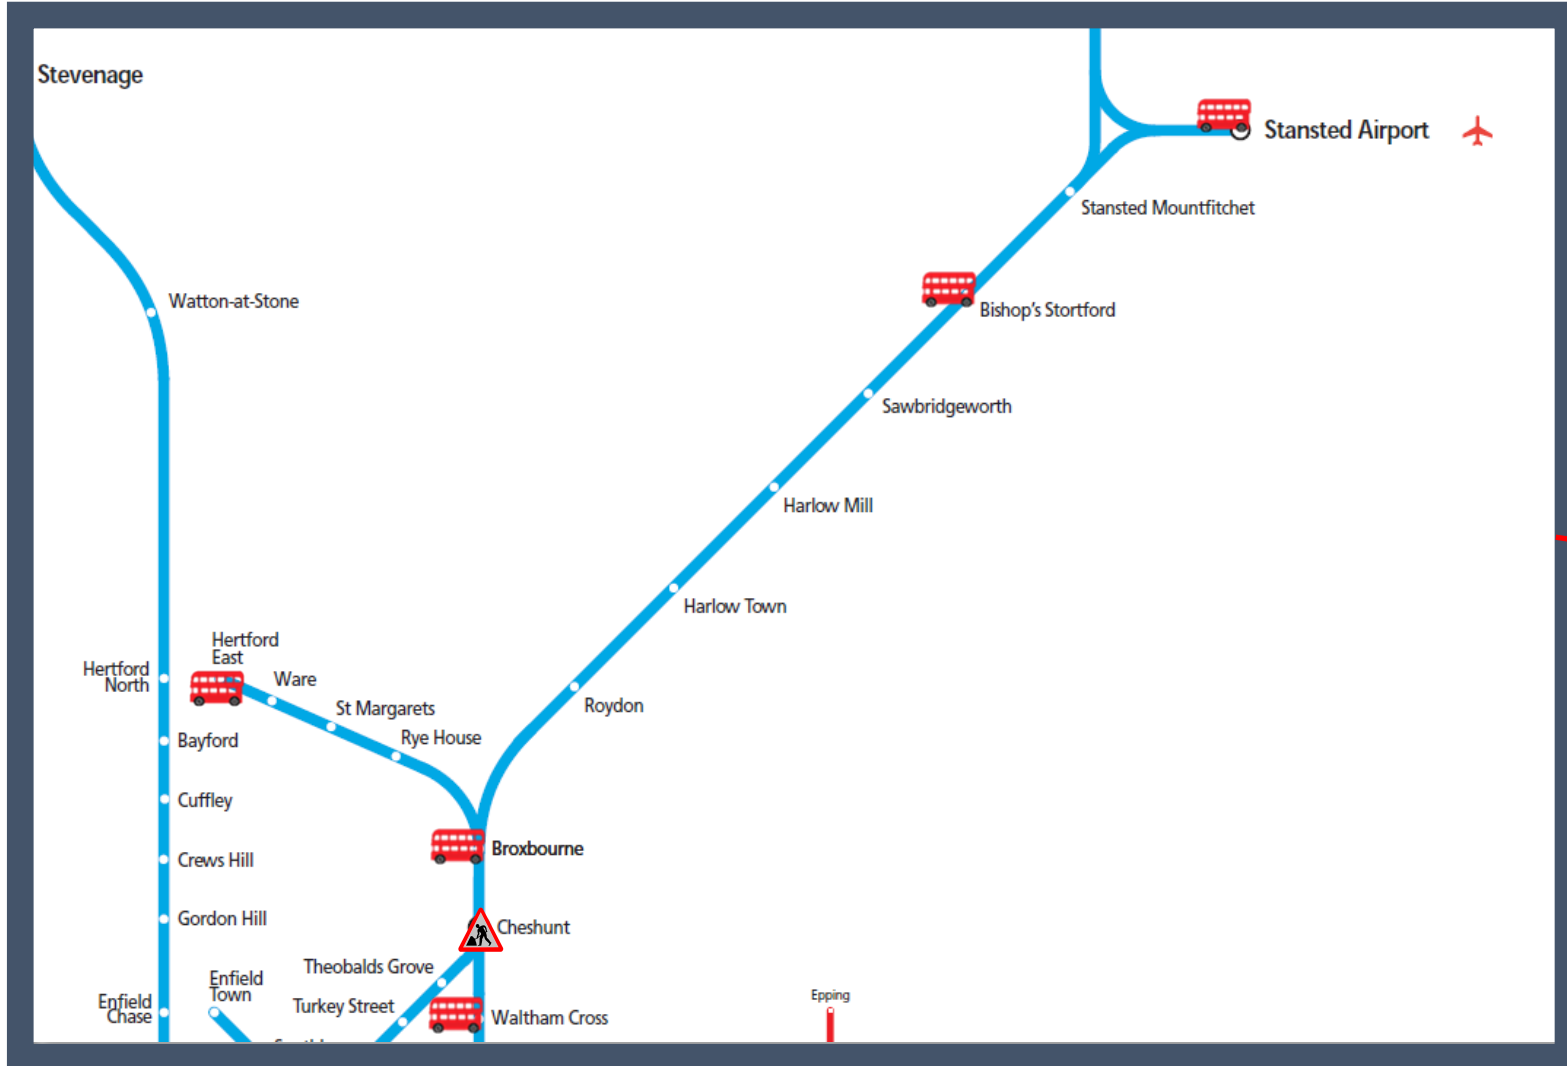 Stevenage
Stansted Airport
Stansted Mountfitchet
Watton-at-Stone
Bishop's Stortford
Sawbridgeworth
Harlow Mill
Harlow Town
Hertford
East
Hertford
North
Ware
St Margarets
Roydon
Rye House
Bayford
Cuffley
Broxbourne
Crews Hill
Gordon Hill
Cheshunt
Theobalds Grove
Enfield
Town
Enfield
Chase
Turkey Street
Waltham Cross
Epping